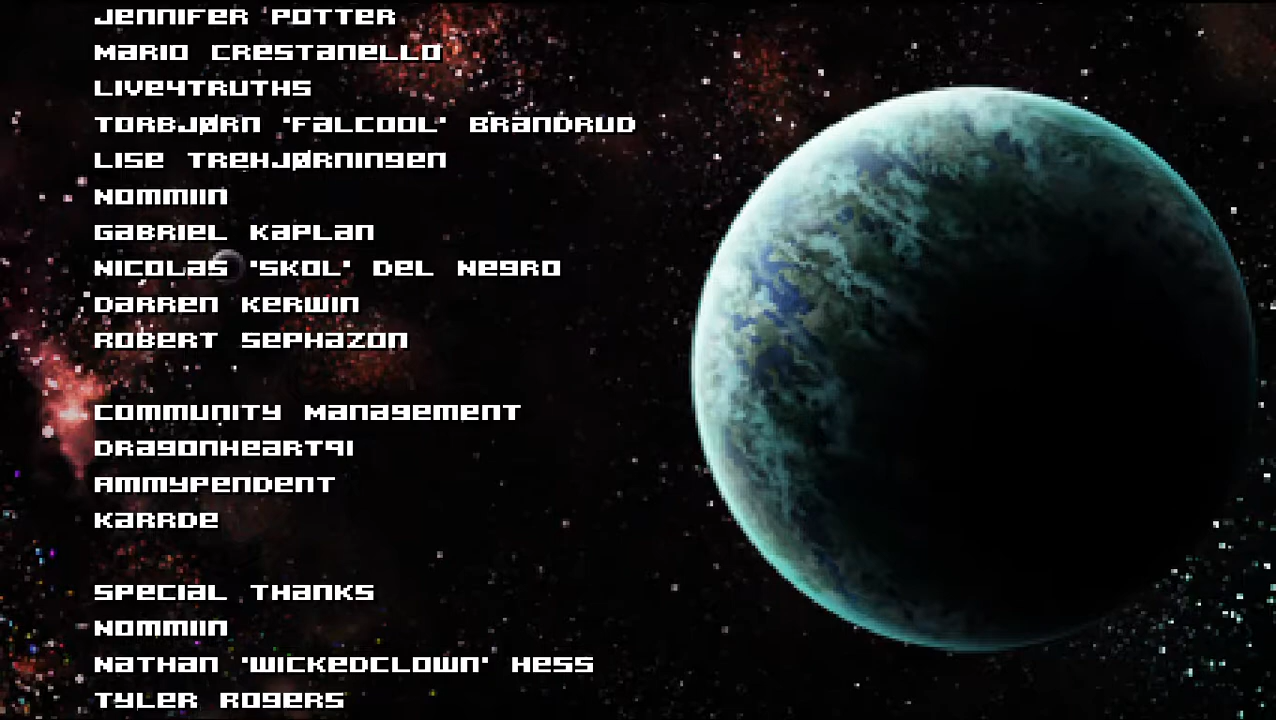 JENNIFER POTTER
MARIO CRESTANELLO
LIVE4TRUTHS
TORBJØRN 'FALCOOL' BRANDRUD
LISE TREHJØRNINGEN
NOMMIIN
GABRIEL KAPLAN
NICOLAS 'SKOL' DEL NEGRO
DARREN KERWIN
ROBERT SEPHAZON
COMMUNITY MANAGEMENT
DRAGONHEART91
AMMYPENDENT
KARRDE
SPECIAL THANKS
NOMMIIN
NATHAN 'WICKEDCLOWN' HESS
TYLER ROGERS